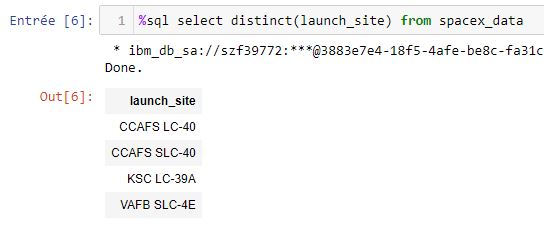 Entrée [6]: 1 %sql select distinct(launch_site) from spacex_data
* ibm_db_sa://szf39772:***@3883e7e4-18f5-4afe-be8c-fa31c
Done.
Out[6]:
launch_site
CCAFS LC-40
CCAFS SLC-40
KSC LC-39A
VAFB SLC-4E